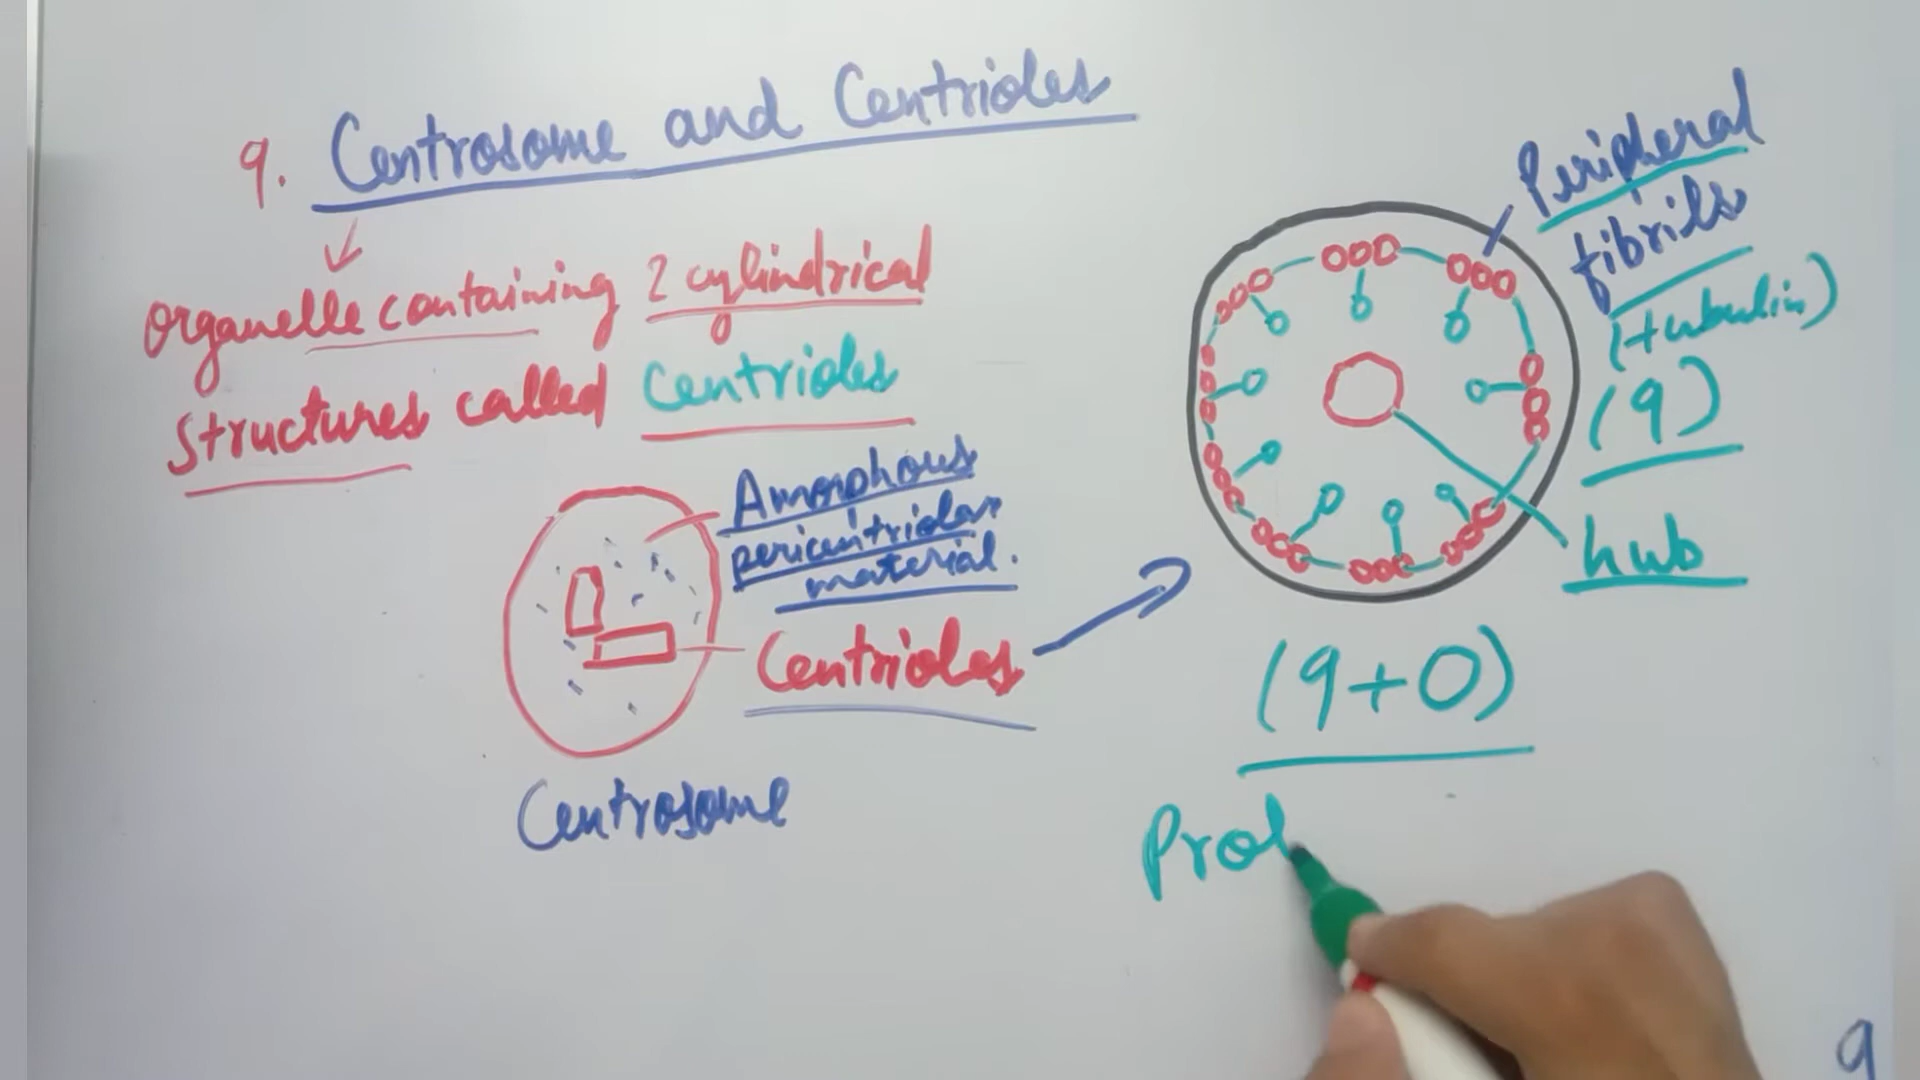 9. Centrosome and Centrioles
Organelle containing 2 cylindrical
Structures called Centrioles
Amorphous
pericentriolar
material.
Centrioles
Centrosome
Peripheral
fibrils
(tubulin)
(9)
hub
(9+0)
Prot
9